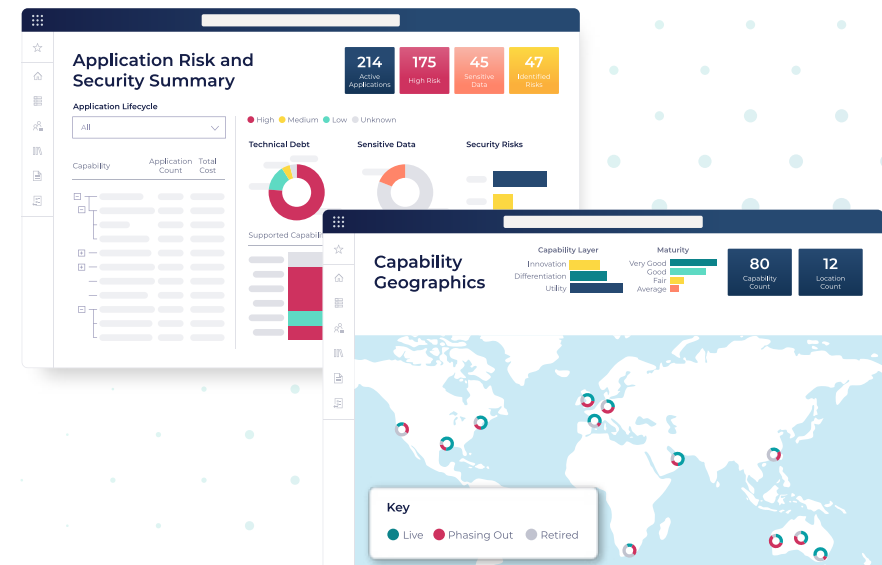 Application Risk and
Security Summary
214
Active
Applications
175
High Risk
45
Sensitive
Data
47
Identified
Risks
Application Lifecycle
All
High Medium Low Unknown
Capability
Application
Count
Total
Cost
Technical Debt
Sensitive Data
Security Risks
Capability
Geographics
Capability Layer
Innovation
Differentiation
Utility
Maturity
Very Good
Good
Fair
Average
80
Capability
Count
12
Location
Count
Key
Live Phasing Out Retired